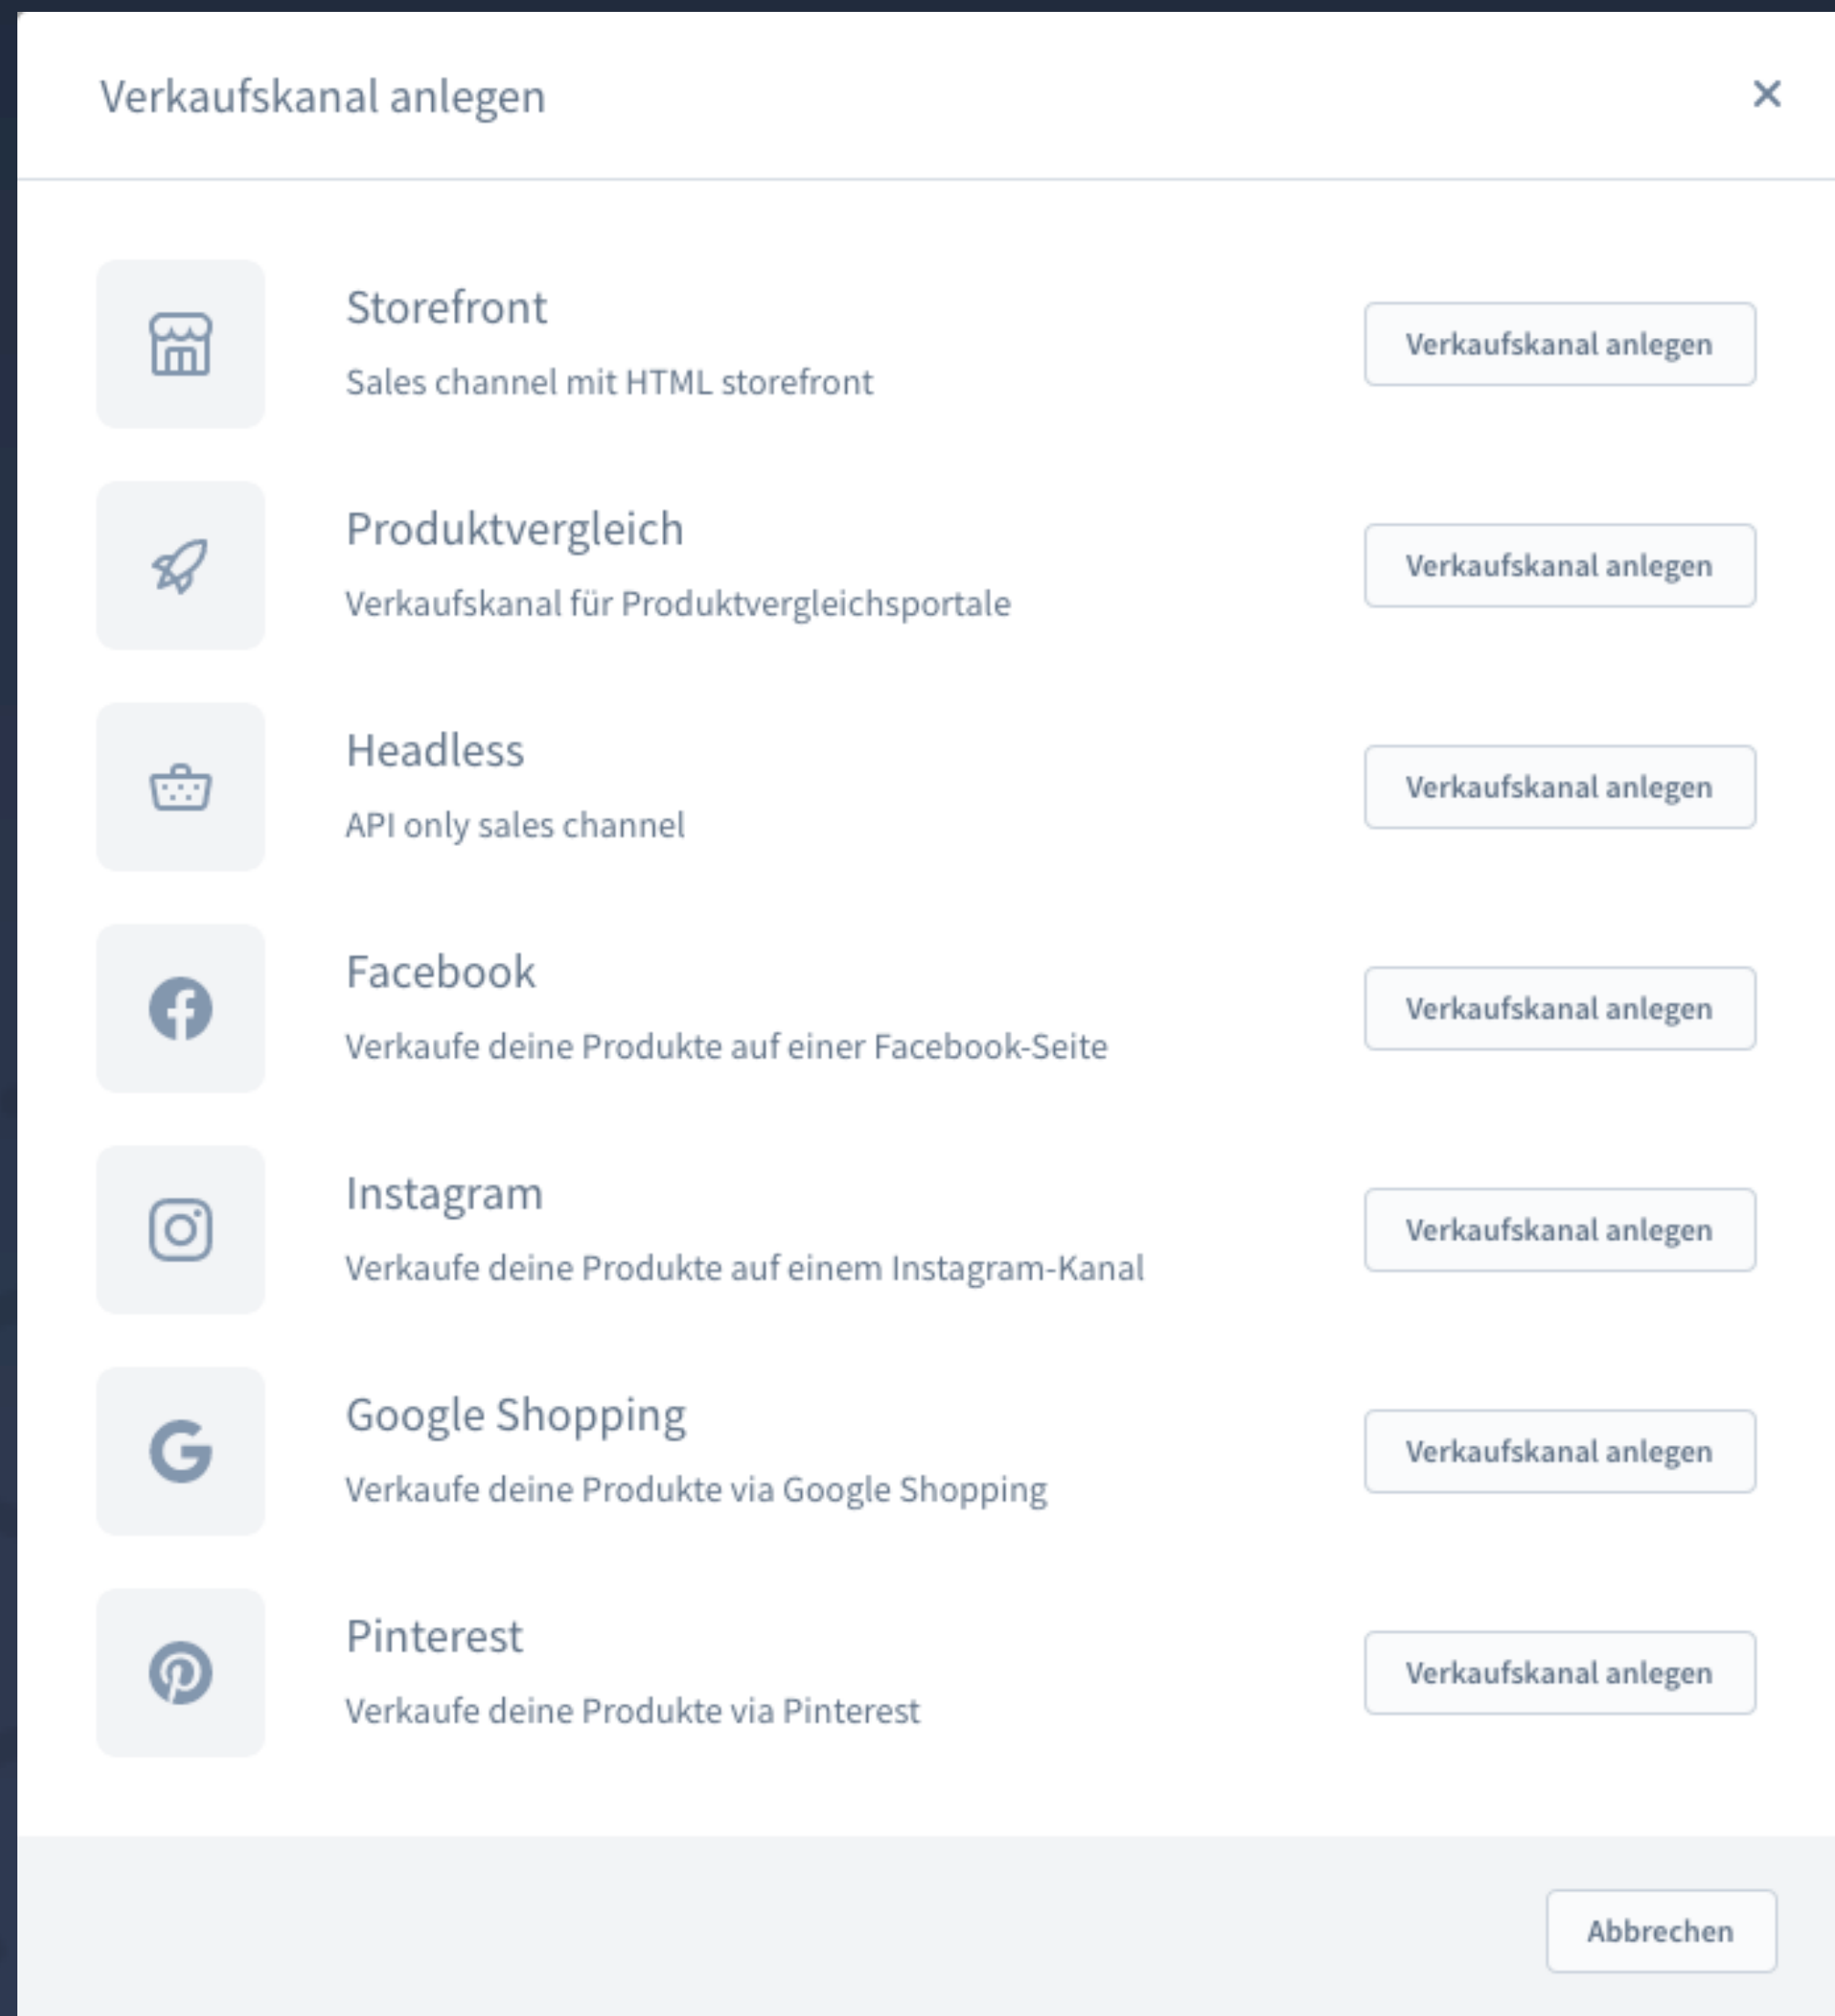 Verkaufskanal anlegen
Storefront
Sales channel mit HTML storefront
Verkaufskanal anlegen
Produktvergleich
Verkaufskanal für Produktvergleichsportale
Verkaufskanal anlegen
Headless
API only sales channel
Verkaufskanal anlegen
Facebook
Verkaufe deine Produkte auf einer Facebook-Seite
Verkaufskanal anlegen
Instagram
Verkaufe deine Produkte auf einem Instagram-Kanal
Verkaufskanal anlegen
Google Shopping
Verkaufe deine Produkte via Google Shopping
Verkaufskanal anlegen
Pinterest
Verkaufe deine Produkte via Pinterest
Verkaufskanal anlegen
Abbrechen